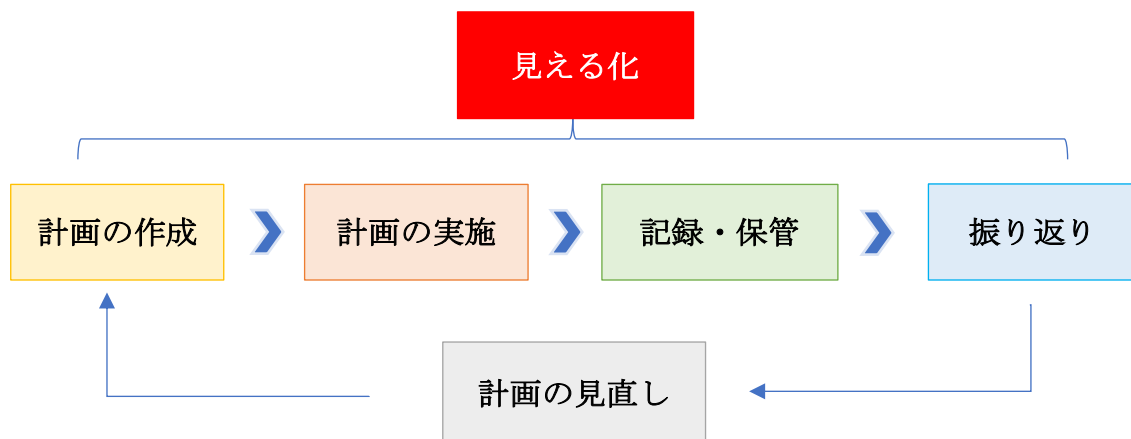 見える化
計画の作成
計画の実施
記録・保管
振り返り
計画の見直し